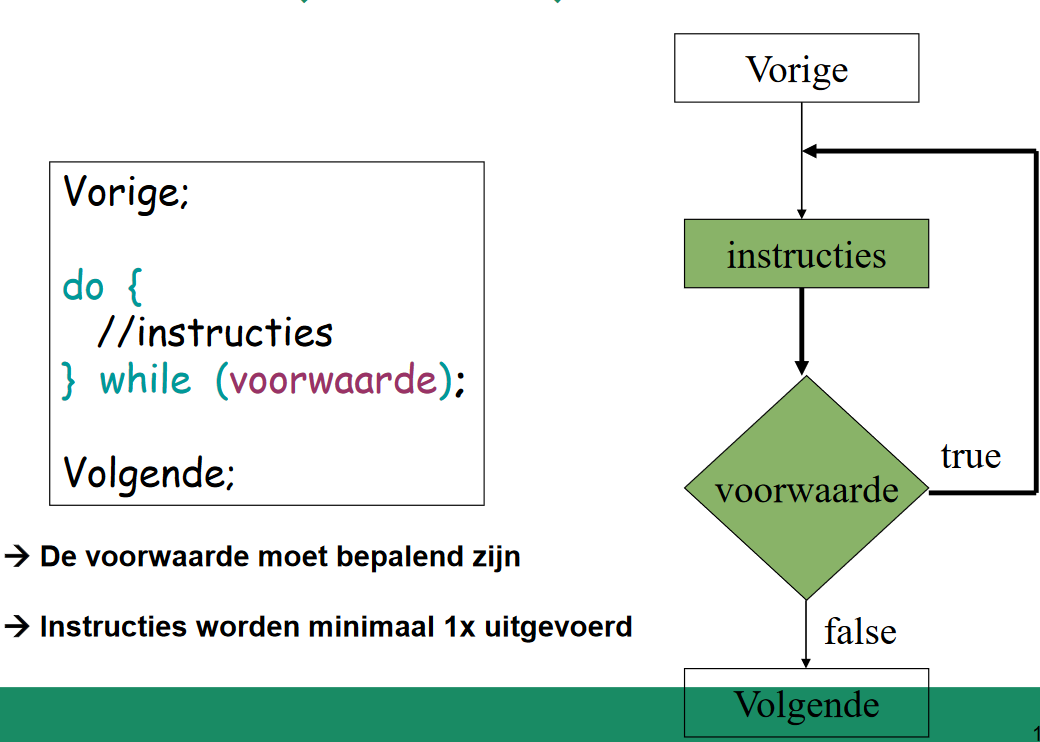 Vorige;
do {
//instructies
} while (voorwaarde);
Volgende;
→ De voorwaarde moet bepalend zijn
→ Instructies worden minimaal 1x uitgevoerd
Vorige
instructies
voorwaarde
true
false
Volgende